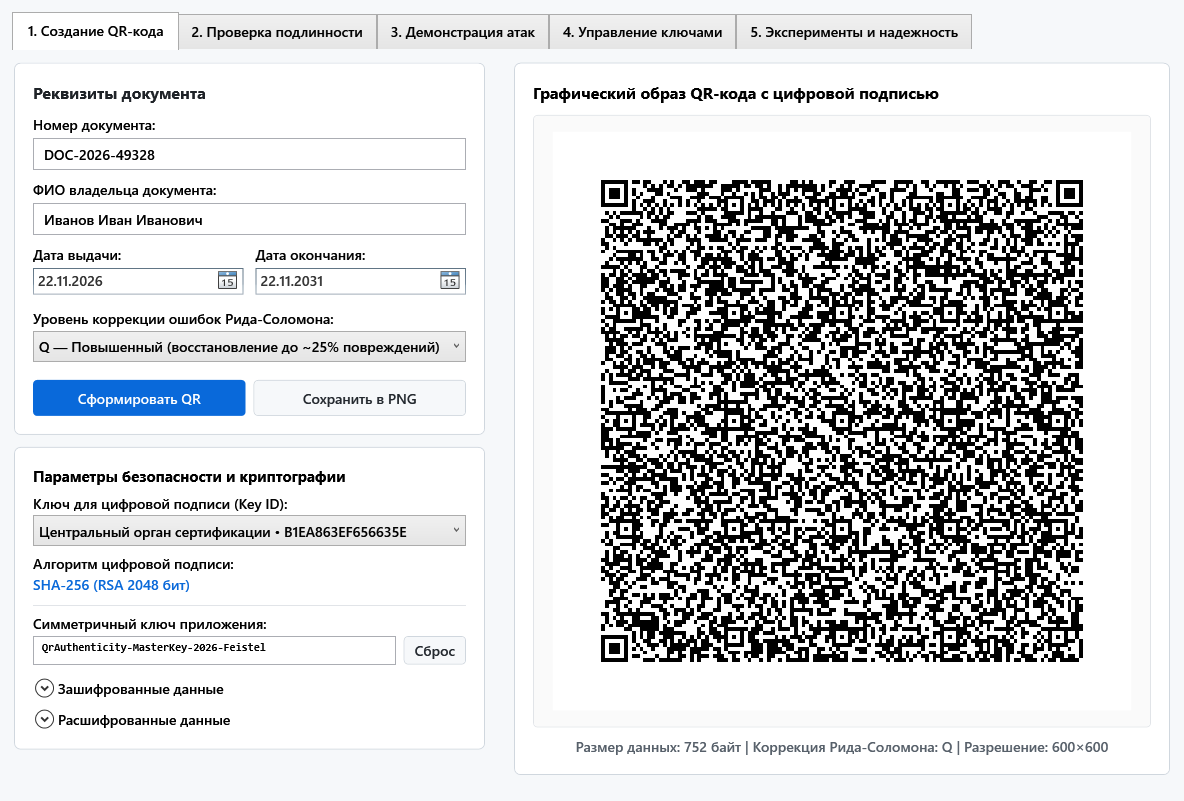 1. Создание QR-кода
2. Проверка подлинности
3. Демонстрация атак
4. Управление ключами
5. Эксперименты и надежность
Реквизиты документа
Номер документа:
DOC-2026-49328
ФИО владельца документа:
Иванов Иван Иванович
Дата выдачи:
Дата окончания:
22.11.2026
15
22.11.2031
15
Уровень коррекции ошибок Рида-Соломона:
Q — Повышенный (восстановление до ~25% повреждений)
Сформировать QR
Сохранить в PNG
Параметры безопасности и криптографии
Ключ для цифровой подписи (Key ID):
Центральный орган сертификации • B1EA863EF656635E
Алгоритм цифровой подписи:
SHA-256 (RSA 2048 бит)
Симметричный ключ приложения:
QrAuthenticity-MasterKey-2026-Feistel
Сброс
Зашифрованные данные
Расшифрованные данные
Графический образ QR-кода с цифровой подписью
Размер данных: 752 байт | Коррекция Рида-Соломона: Q | Разрешение: 600×600